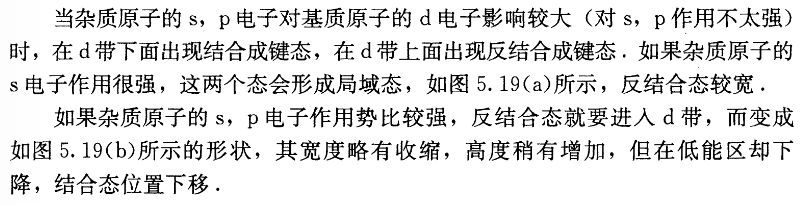 当杂质原子的 s，p 电子对基质原子的 d 电子影响较大（对 s，p 作用不太强）
时，在 d 带下面出现结合成键态，在 d 带上面出现反结合成键态．如果杂质原子的
s 电子作用很强，这两个态会形成局域态，如图 5.19(a)所示，反结合态较宽．
如果杂质原子的 s，p 电子作用势比较强，反结合态就要进入 d 带，而变成
如图 5.19(b)所示的形状，其宽度略有收缩，高度稍有增加，但在低能区却下
降，结合态位置下移．